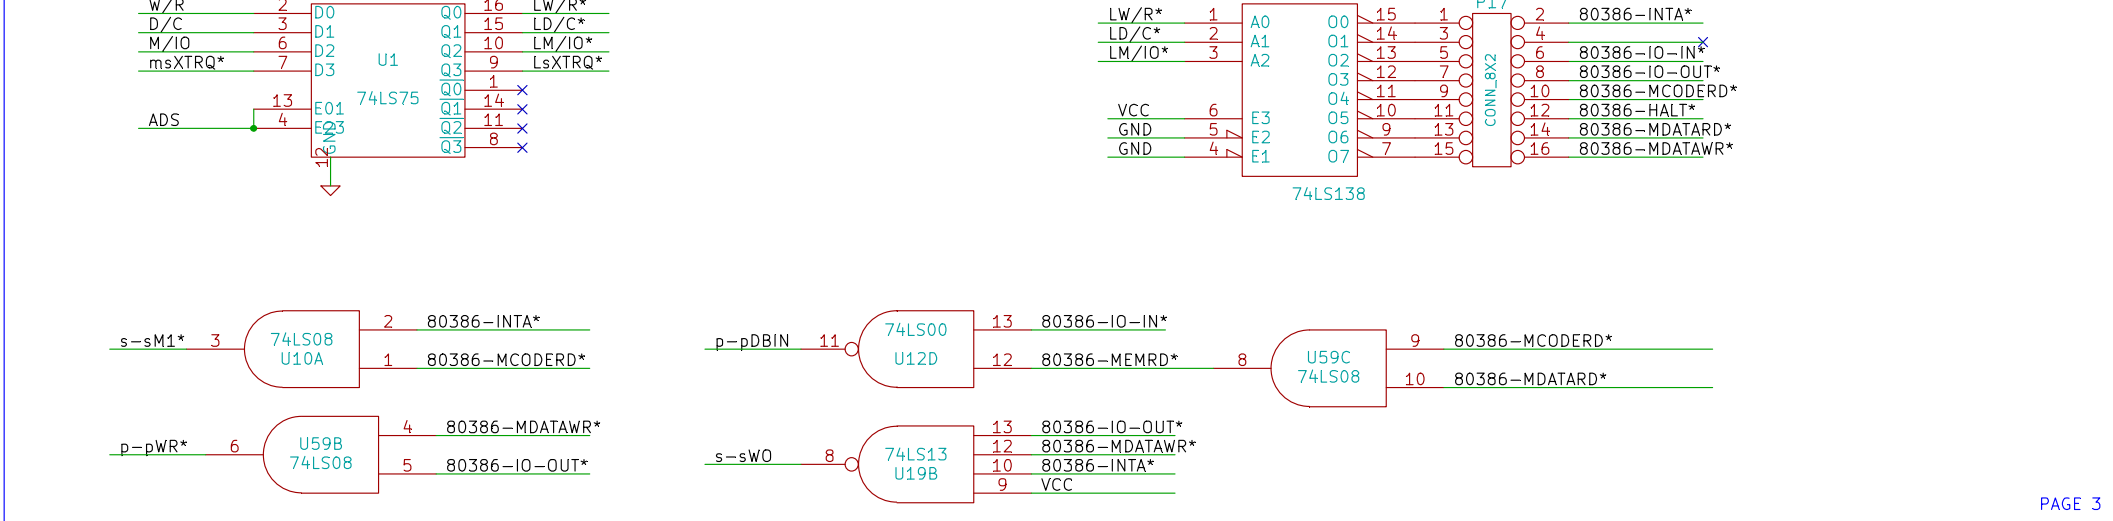 W/R 2 D0 Q0 16 LW/R*
D/C 3 D1 Q1 15 LD/C*
M/IO 6 D2 Q2 10 LM/IO*
msXTRQ* 7 D3 Q3 9 LsXTRQ*
U1
74LS75
Q0 1
13 E01 Q1 14
ADS 4 E23 Q2 11
Q3 8
12 GND
P17
LW/R* 1 A0 O0 15 1 2 80386-INTA*
LD/C* 2 A1 O1 14 3 4
LM/IO* 3 A2 O2 13 5 6 80386-IO-IN*
O3 12 7 8 80386-IO-OUT*
O4 11 9 10 80386-MCODERD*
VCC 6 E3 O5 10 11 12 80386-HALT*
GND 5 E2 O6 9 13 14 80386-MDATARD*
GND 4 E1 O7 7 15 16 80386-MDATAWR*
CONN_8X2
74LS138
s-sM1* 3 74LS08 U10A 2 80386-INTA*
1 80386-MCODERD*
p-pDBIN 11 74LS00 U12D 13 80386-IO-IN*
12 80386-MEMRD* 8 U59C 74LS08 9 80386-MCODERD*
10 80386-MDATARD*
p-pWR* 6 U59B 74LS08 4 80386-MDATAWR*
5 80386-IO-OUT*
s-sWO 8 74LS13 U19B 13 80386-IO-OUT*
12 80386-MDATAWR*
10 80386-INTA*
9 VCC
PAGE 3